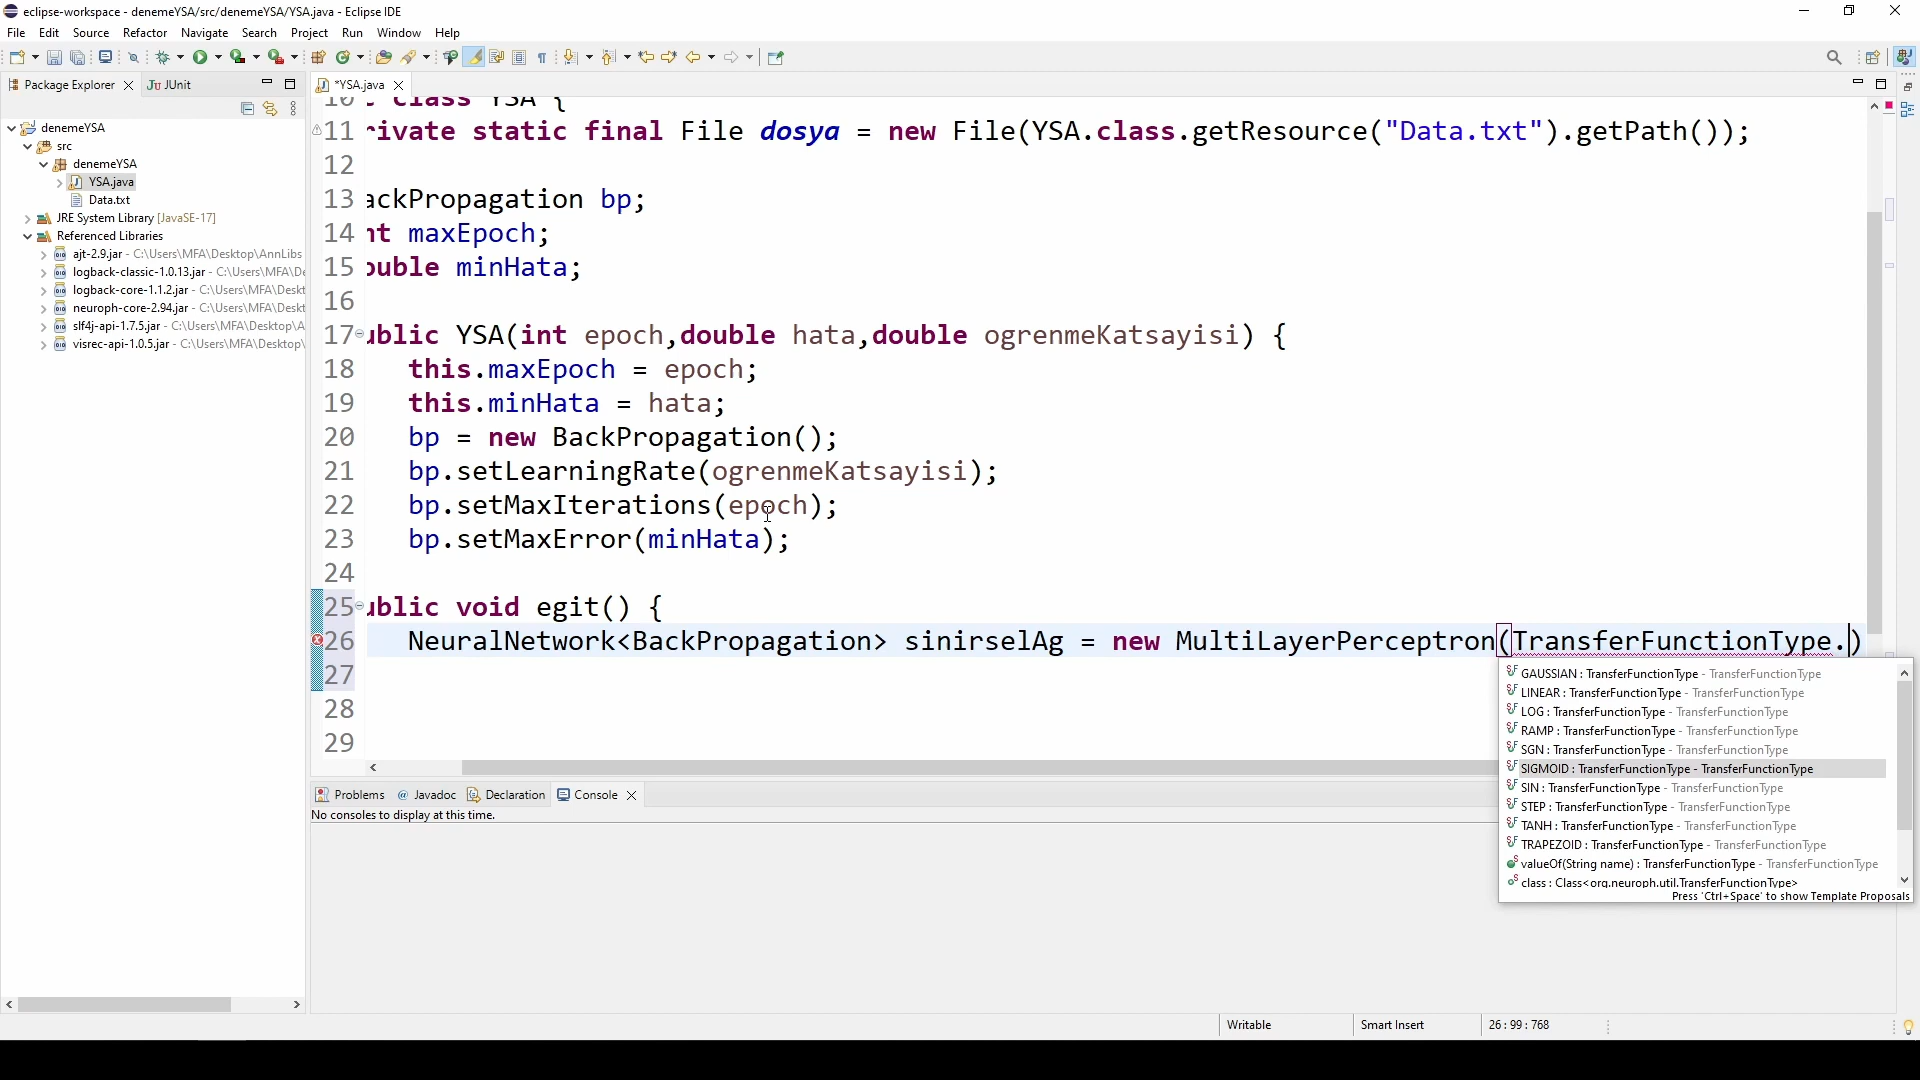 eclipse-workspace - denemeYSA/src/denemeYSA/YSA.java - Eclipse IDE
File Edit Source Refactor Navigate Search Project Run Window Help
Package Explorer
JUnit
*YSA.java
denemeYSA
src
denemeYSA
YSA.java
Data.txt
JRE System Library [JavaSE-17]
Referenced Libraries
ajt-2.9.jar - C:\Users\MFA\Desktop\AnnLibs
logback-classic-1.0.13.jar - C:\Users\MFA\De
logback-core-1.1.2.jar - C:\Users\MFA\Deskt
neuroph-core-2.94.jar - C:\Users\MFA\Deskt
slf4j-api-1.7.5.jar - C:\Users\MFA\Desktop\A
visrec-api-1.0.5.jar - C:\Users\MFA\Desktop\
10 c class YSA {
11 rivate static final File dosya = new File(YSA.class.getResource("Data.txt").getPath());
12
13 ackPropagation bp;
14 nt maxEpoch;
15 ouble minHata;
16
17 ublic YSA(int epoch,double hata,double ogrenmeKatsayisi) {
18 this.maxEpoch = epoch;
19 this.minHata = hata;
20 bp = new BackPropagation();
21 bp.setLearningRate(ogrenmeKatsayisi);
22 bp.setMaxIterations(epoch);
23 bp.setMaxError(minHata);
24
25 ublic void egit() {
26 NeuralNetwork<BackPropagation> sinirselAg = new MultiLayerPerceptron(TransferFunctionType.)
27
28
29
GAUSSIAN : TransferFunctionType - TransferFunctionType
LINEAR : TransferFunctionType - TransferFunctionType
LOG : TransferFunctionType - TransferFunctionType
RAMP : TransferFunctionType - TransferFunctionType
SGN : TransferFunctionType - TransferFunctionType
SIGMOID : TransferFunctionType - TransferFunctionType
SIN : TransferFunctionType - TransferFunctionType
STEP : TransferFunctionType - TransferFunctionType
TANH : TransferFunctionType - TransferFunctionType
TRAPEZOID : TransferFunctionType - TransferFunctionType
valueOf(String name) : TransferFunctionType - TransferFunctionType
class : Class<org.neuroph.util.TransferFunctionType>
Press 'Ctrl+Space' to show Template Proposals
Problems @ Javadoc Declaration Console
No consoles to display at this time.
Writable Smart Insert 26 : 99 : 768